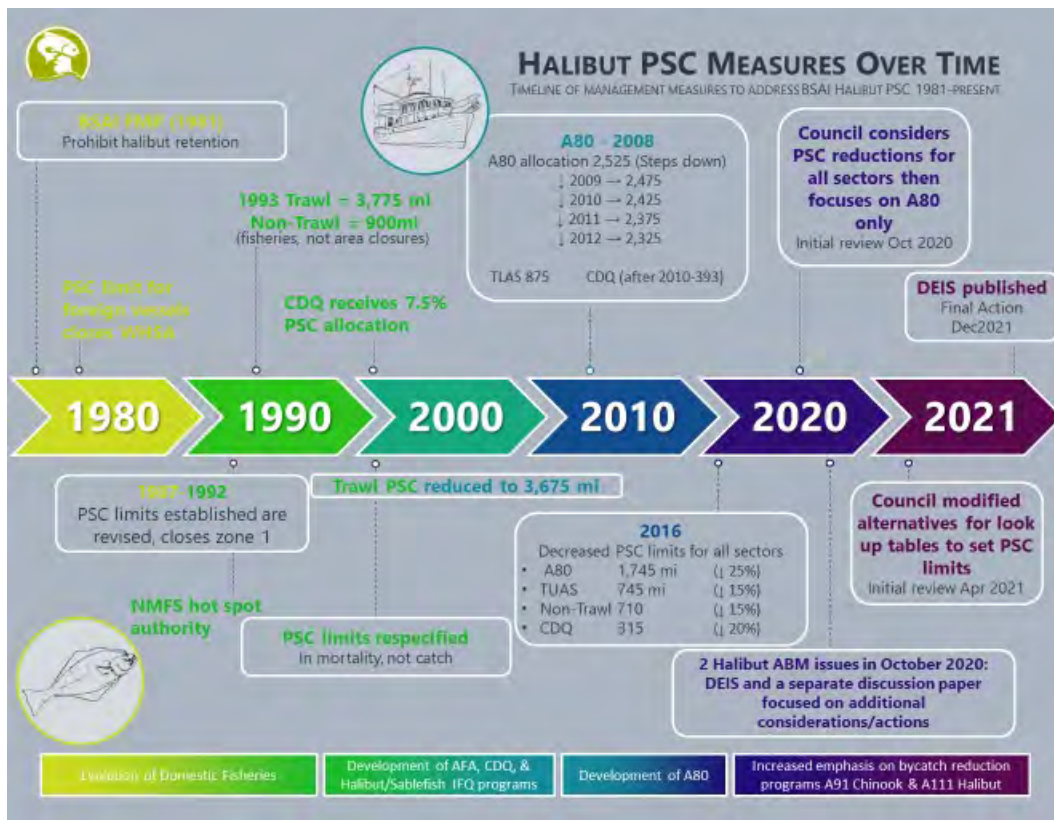 HALIBUT PSC MEASURES OVER TIME
TIMELINE OF MANAGEMENT MEASURES TO ADDRESS BSAI HALIBUT PSC 1981-PRESENT
BSAI FMP (1981)
Prohibit halibut retention
PSC limit for
foreign vessels
closes
1993 Trawl = 3,775 ml
Non-Trawl = 900ml
(fisheries, not area closures)
CDQ receives 7.5%
PSC allocation
A80 - 2008
A80 allocation 2,525 (Steps down)
↓ 2009 → 2,475
↓ 2010 → 2,425
↓ 2011 → 2,375
↓ 2012 → 2,325
TLAS 875 CDQ (after 2010-393)
Council considers
PSC reductions for
all sectors then
focuses on A80
only
Initial review Oct 2020
DEIS published
Final Action
Dec2021
1980
1990
2000
2010
2020
2021
1987-1992
PSC limits established are
revised, closes zone 1
NMFS hot spot
authority
Trawl PSC reduced to 3,675 ml
PSC limits respecified
In mortality, not catch
2016
Decreased PSC limits for all sectors
• A80 1,745 ml (↓ 25%)
• TUAS 745 ml (↓ 15%)
• Non-Trawl 710 (↓ 15%)
• CDQ 315 (↓ 20%)
Council modified
alternatives for look
up tables to set PSC
limits
Initial review Apr 2021
2 Halibut ABM issues in October 2020:
DEIS and a separate discussion paper
focused on additional
considerations/actions
Evolution of Domestic Fisheries
Development of AFA, CDQ, &
Halibut/Sablefish IFQ programs
Development of A80
Increased emphasis on bycatch reduction
programs A91 Chinook & A111 Halibut